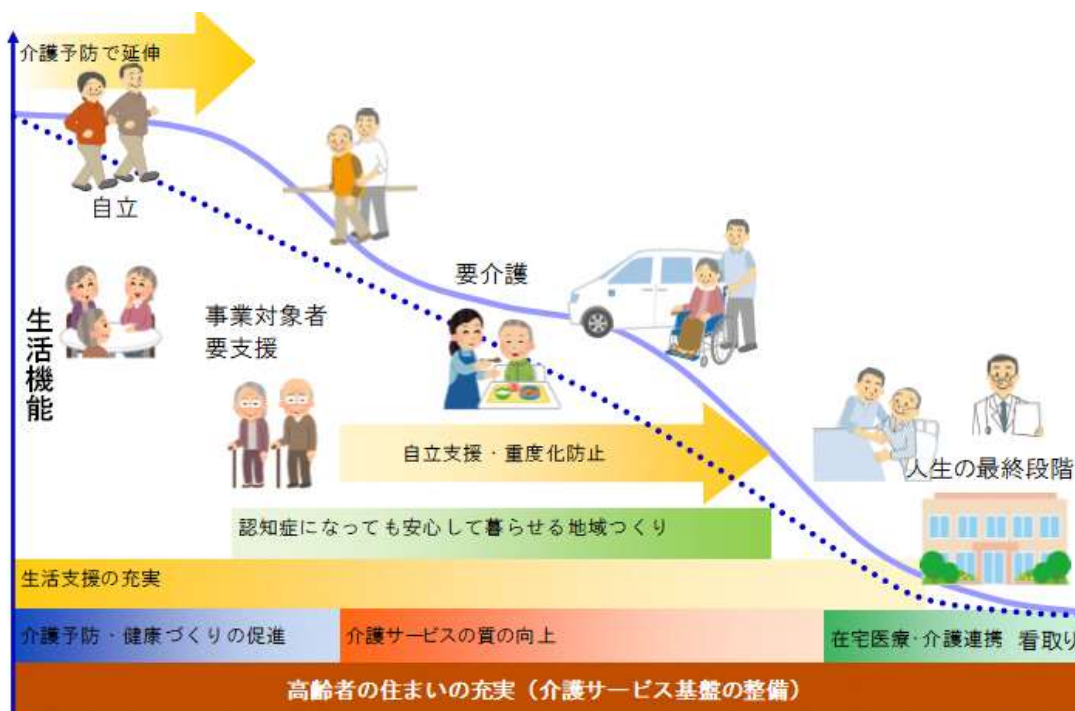 介護予防で延伸
自立
生活機能
要介護
事業対象者
要支援
自立支援・重度化防止
人生の最終段階
認知症になっても安心して暮らせる地域つくり
生活支援の充実
介護予防・健康づくりの促進
介護サービスの質の向上
在宅医療・介護連携
看取り
高齢者の住まいの充実（介護サービス基盤の整備）